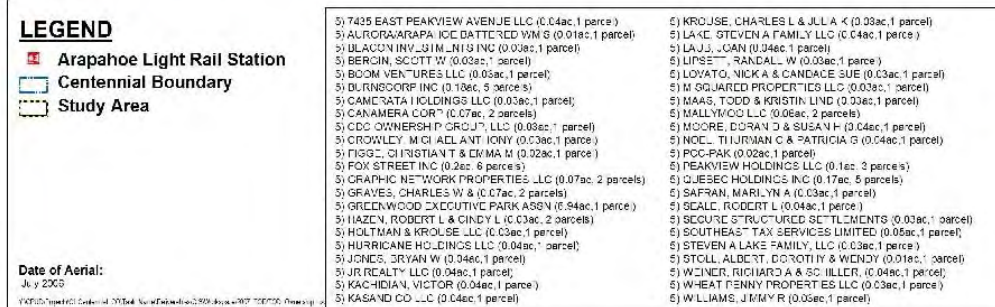 LEGEND
Arapahoe Light Rail Station
Centennial Boundary
Study Area
Date of Aerial:
July 2006
5) 7435 EAST PEAKVIEW AVENUE LLC (0.04ac,1 parcel)
5) AURORA/ARAPAHOE BATTERED WM'S (0.01ac,1 parcel)
5) BEACON INVESTMENTS INC (0.03ac,1 parcel)
5) BERGIN, SCOTT W (0.03ac,1 parcel)
5) BOOM VENTURES LLC (0.03ac,1 parcel)
5) BURNSCORP INC (0.18ac, 5 parcels)
5) CAMERATA HOLDINGS LLC (0.03ac,1 parcel)
5) CANAMERA CORP (0.07ac, 2 parcels)
5) CDC OWNERSHIP GROUP, LLC (0.03ac,1 parcel)
5) CROWLEY, MICHAEL ANTHONY (0.03ac,1 parcel)
5) FIGGE, CHRISTIAN T & EMMA M (0.02ac,1 parcel)
5) FOX STREET INC (0.2ac, 6 parcels)
5) GRAPHIC NETWORK PROPERTIES LLC (0.07ac, 2 parcels)
5) GRAVES, CHARLES W & (0.07ac, 2 parcels)
5) GREENWOOD EXECUTIVE PARK ASSN (6.94ac,1 parcel)
5) HAZEN, ROBERT L & CINDY L (0.03ac, 2 parcels)
5) HOLTMAN & KROUSE LLC (0.03ac,1 parcel)
5) HURRICANE HOLDINGS LLC (0.04ac,1 parcel)
5) JONES, BRYAN W (0.04ac,1 parcel)
5) JR REALTY LLC (0.04ac,1 parcel)
5) KACHIDIAN, VICTOR (0.04ac,1 parcel)
5) KASAND CO LLC (0.04ac,1 parcel)
5) KROUSE, CHARLES L & JULIA K (0.03ac,1 parcel)
5) LAKE, STEVEN A FAMILY LLC (0.04ac,1 parcel)
5) LAUB, JOAN (0.04ac,1 parcel)
5) LIPSETT, RANDALL W (0.03ac,1 parcel)
5) LOVATO, NICK A & CANDACE SUE (0.03ac,1 parcel)
5) M SQUARED PROPERTIES LLC (0.03ac,1 parcel)
5) MAAS, TODD & KRISTIN LIND (0.03ac,1 parcel)
5) MALLYMOO LLC (0.06ac, 2 parcels)
5) MOORE, DORAN D & SUSAN H (0.04ac,1 parcel)
5) NOEL, THURMAN C & PATRICIA G (0.04ac,1 parcel)
5) PCC-PAK (0.02ac,1 parcel)
5) PEAKVIEW HOLDINGS LLC (0.1ac, 3 parcels)
5) QUEBEC HOLDINGS INC (0.17ac, 5 parcels)
5) SAFRAN, MARILYN A (0.03ac,1 parcel)
5) SEALE, ROBERT L (0.04ac,1 parcel)
5) SECURE STRUCTURED SETTLEMENTS (0.03ac,1 parcel)
5) SOUTHEAST TAX SERVICES LIMITED (0.05ac,1 parcel)
5) STEVEN A LAKE FAMILY, LLC (0.03ac,1 parcel)
5) STOLL, ALBERT, DOROTHY & WENDY (0.01ac,1 parcel)
5) WEINER, RICHARD A & SCHILLER, (0.04ac,1 parcel)
5) WHEAT PENNY PROPERTIES LLC (0.03ac,1 parcel)
5) WILLIAMS, JIMMY R (0.03ac,1 parcel)